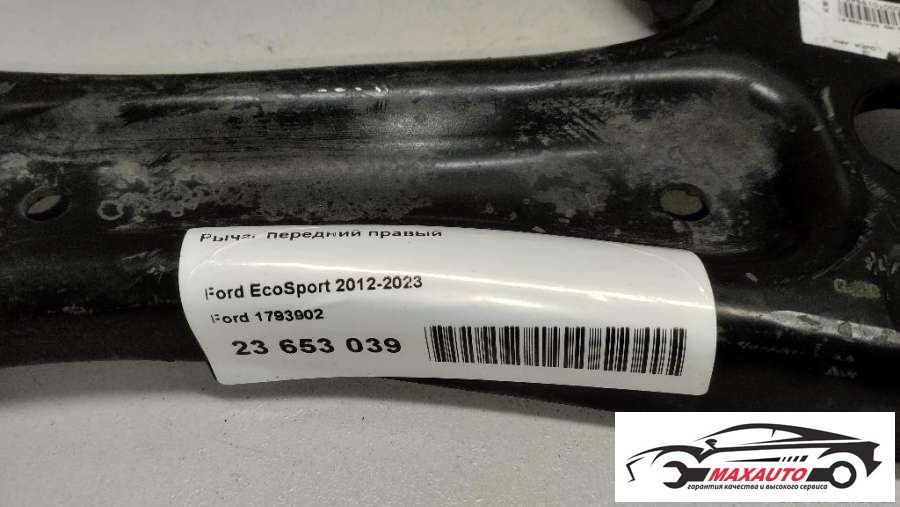 Рычаг передний правый
Ford EcoSport 2012-2023
Ford 1793902
23 653 039
MAXAUTO
гарантия качества и высокого сервиса